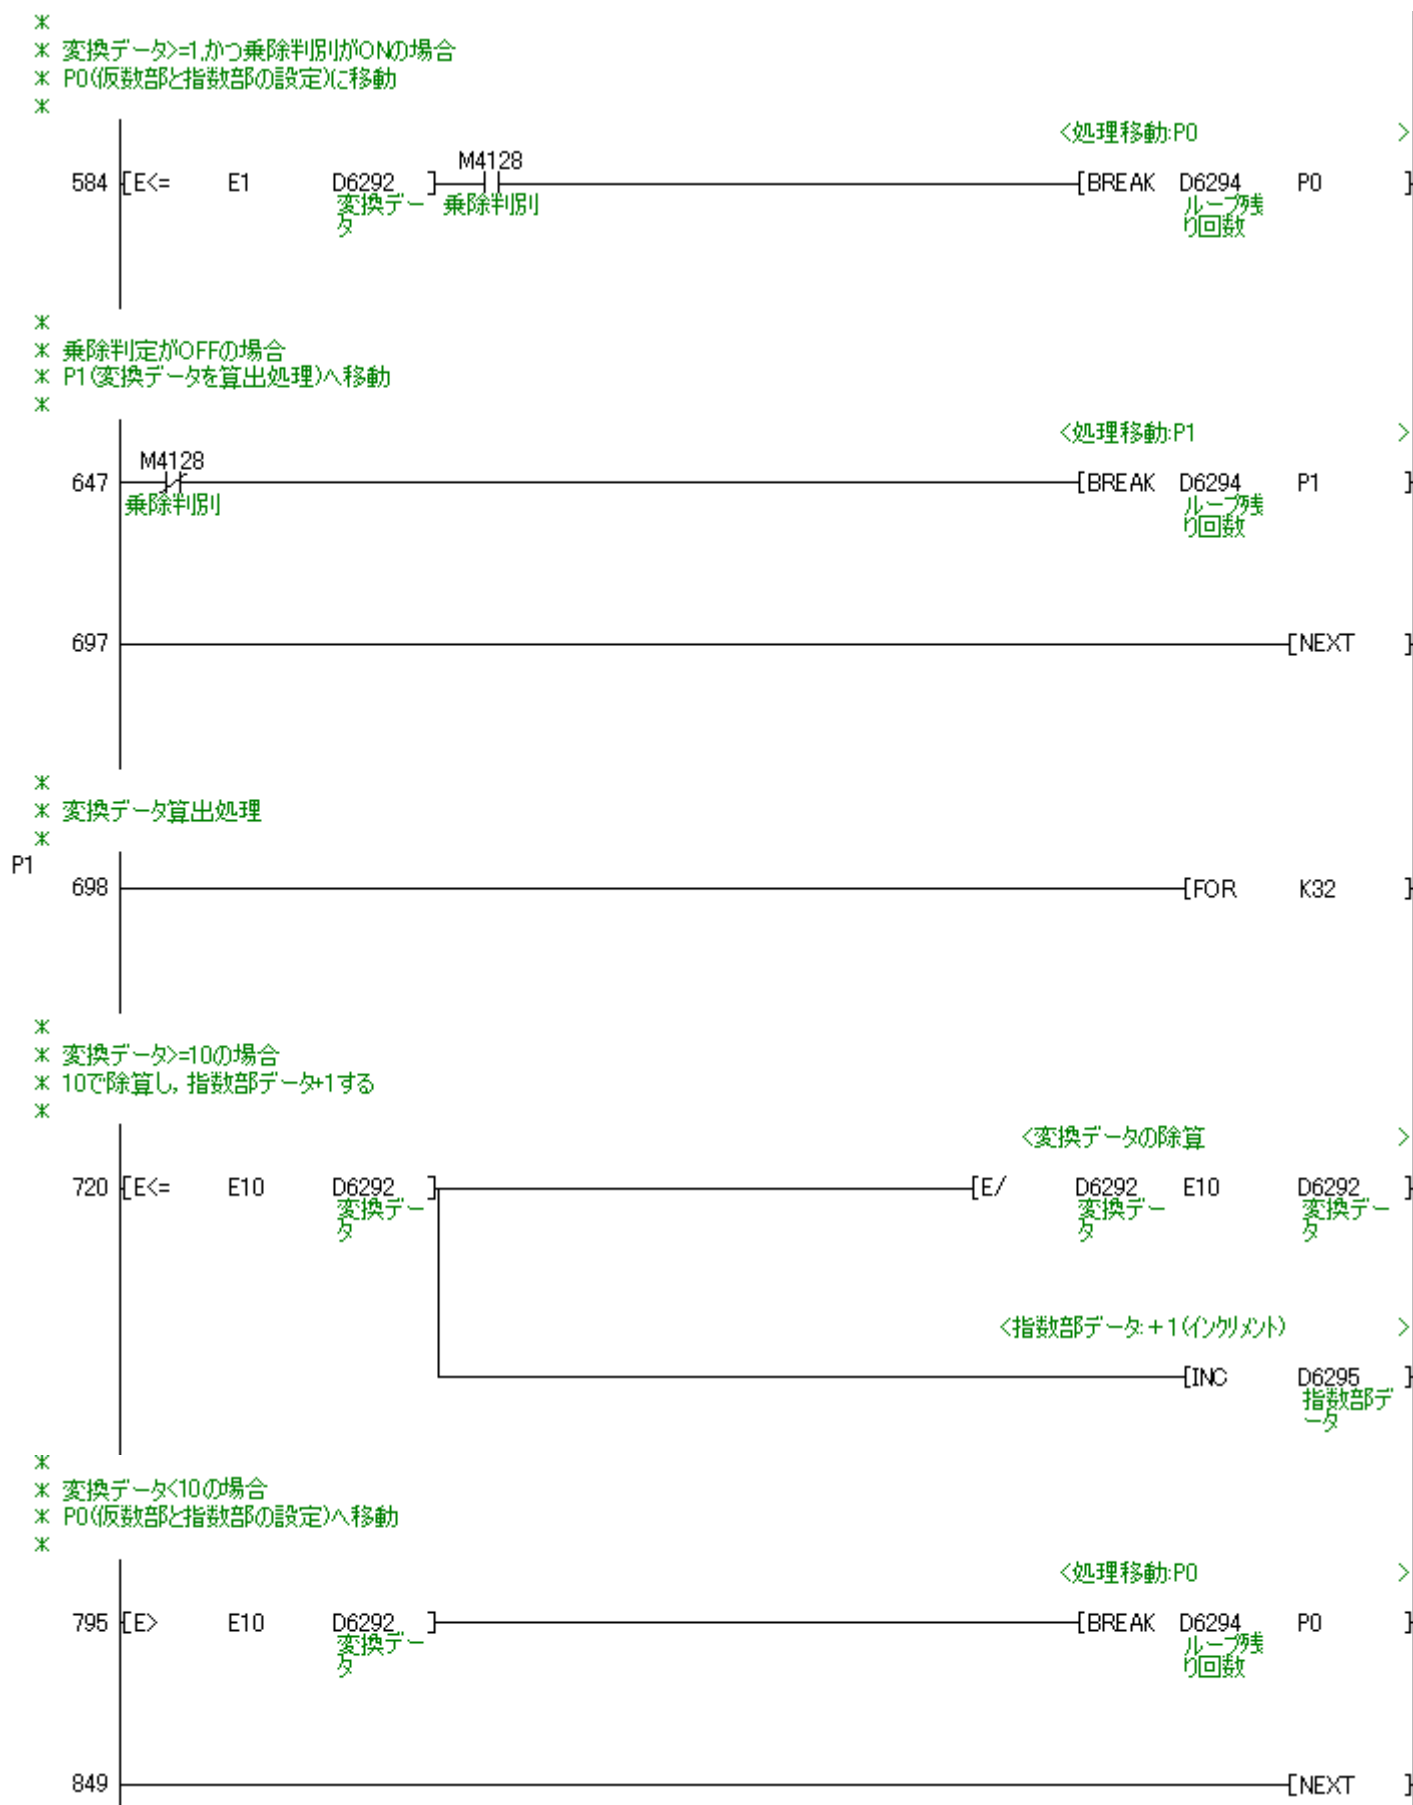 *
* 変換データ>=1,かつ乗除判別がONの場合
* P0(仮数部と指数部の設定)に移動
*
<処理移動:P0 >
M4128
584 [E<= E1 D6292 ] [BREAK D6294 P0 ]
変換デー 乗除判別 ループ残
タ り回数
*
* 乗除判定がOFFの場合
* P1(変換データを算出処理)へ移動
*
<処理移動:P1 >
M4128
647 [BREAK D6294 P1 ]
乗除判別 ループ残
り回数
697 [NEXT ]
*
* 変換データ算出処理
*
P1
698 [FOR K32 ]
*
* 変換データ>=10の場合
* 10で除算し, 指数部データ+1する
*
<変換データの除算 >
720 [E<= E10 D6292 ] [E/ D6292 E10 D6292 ]
変換デー 変換デー 変換デー
タ タ タ
<指数部データ:+1(インクリメント) >
[INC D6295 ]
指数部デ
ータ
*
* 変換データ<10の場合
* P0(仮数部と指数部の設定)へ移動
*
<処理移動:P0 >
795 [E> E10 D6292 ] [BREAK D6294 P0 ]
変換デー ループ残
タ り回数
849 [NEXT ]